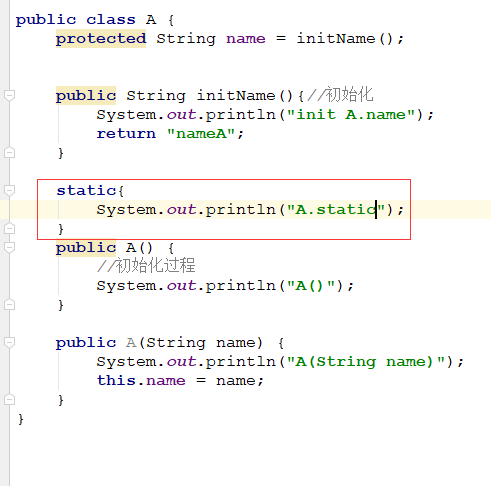 public class A {
    protected String name = initName();
    public String initName(){//初始化
        System.out.println("init A.name");
        return "nameA";
    }
    static{
        System.out.println("A.static");
    }
    public A() {
        //初始化过程
        System.out.println("A()");
    }
    public A(String name) {
        System.out.println("A(String name)");
        this.name = name;
    }
}